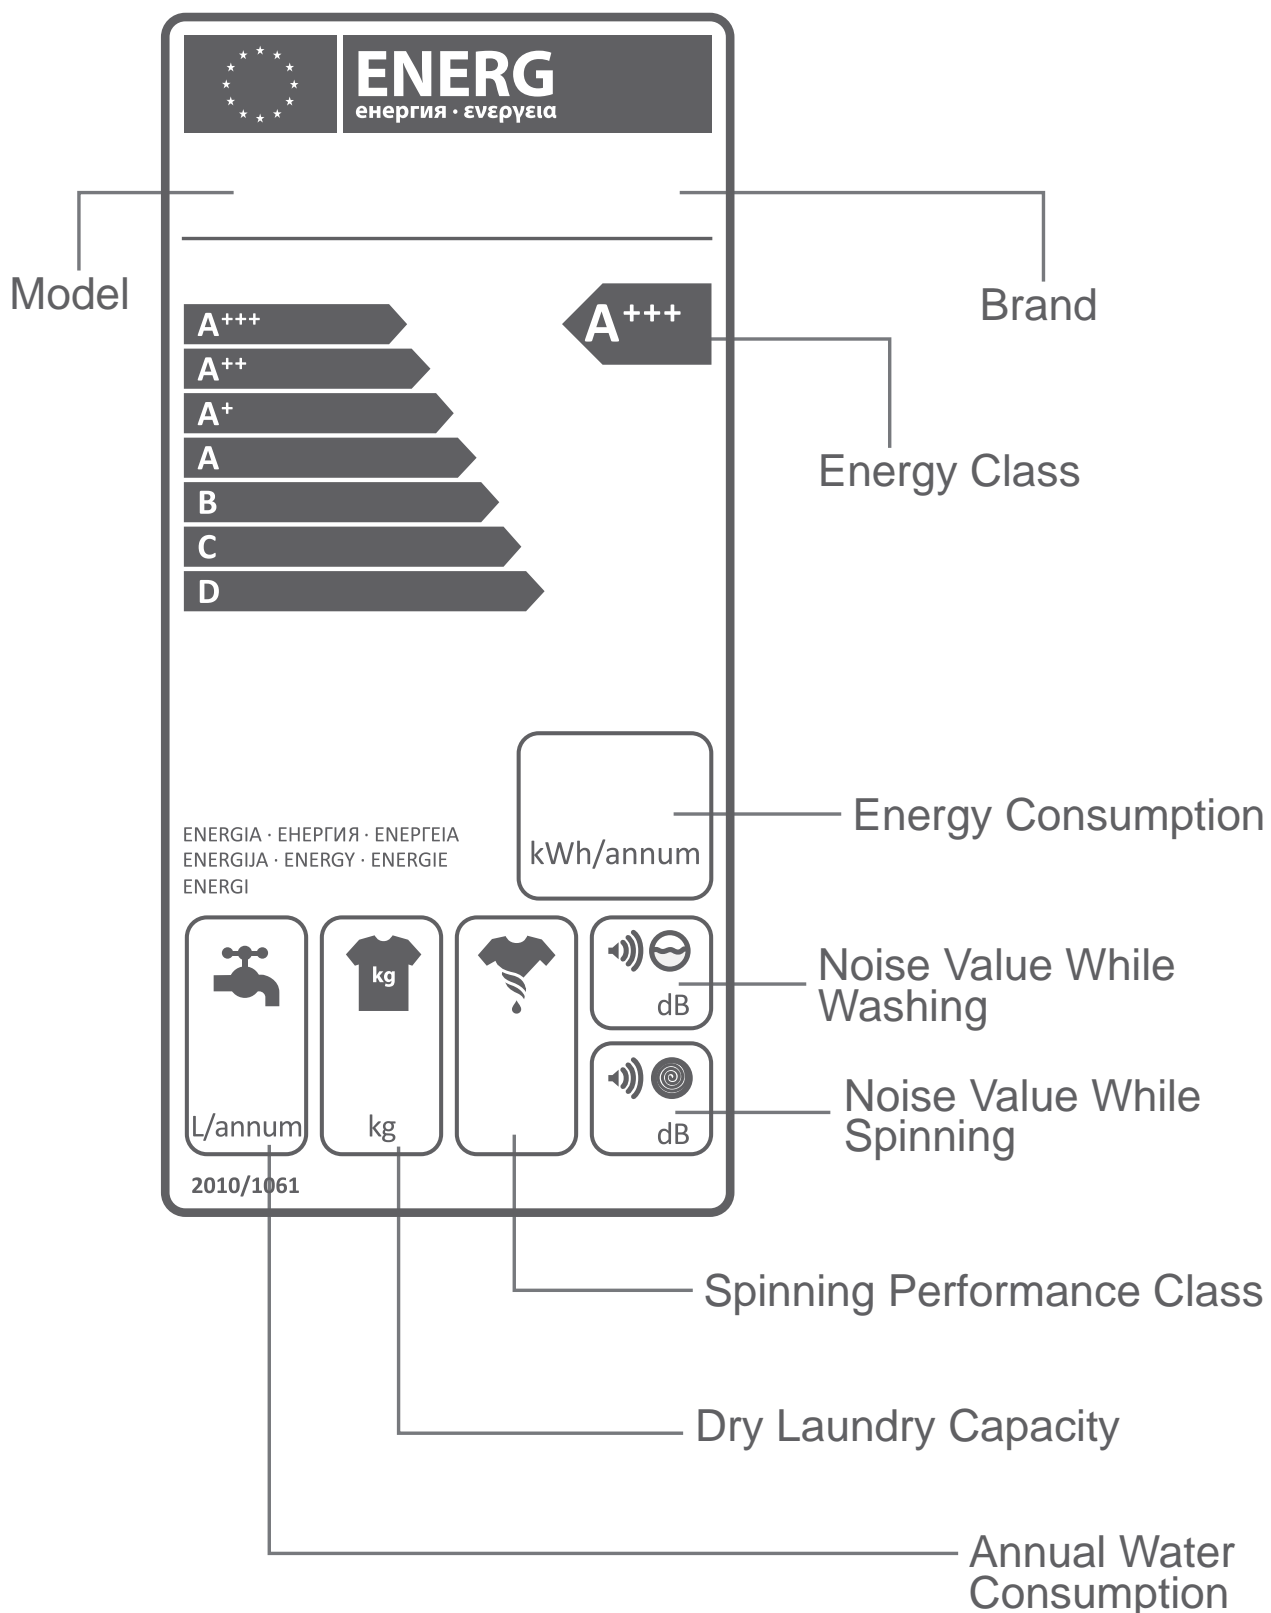 ENERG
енергия · ενεργεια
Model
Brand
A+++
A+++
A++
A+
A
B
C
D
Energy Class
Energy Consumption
kWh/annum
ENERGIA · ЕНЕРГИЯ · ΕΝΕΡΓΕΙΑ
ENERGIJA · ENERGY · ENERGIE
ENERGI
kg
dB
Noise Value While
Washing
L/annum
kg
dB
Noise Value While
Spinning
2010/1061
Spinning Performance Class
Dry Laundry Capacity
Annual Water
Consumption